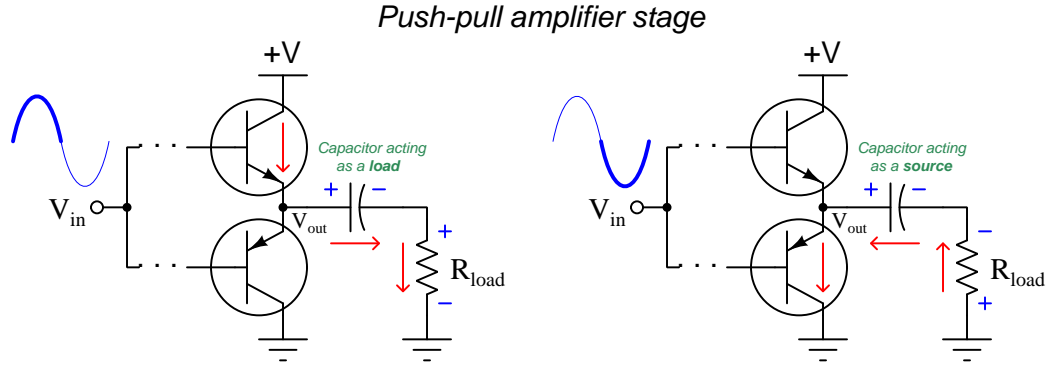 Push-pull amplifier stage
+V
Capacitor acting
as a load
+ −
V_in
V_out
+
R_load
−
+V
Capacitor acting
as a source
+ −
V_in
V_out
−
R_load
+